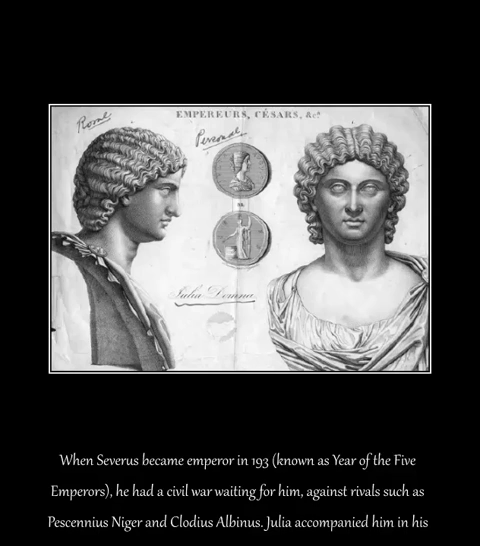 Rome
EMPEREURS, CÉSARS, &cª
Personal
Julia Domna
When Severus became emperor in 193 (known as Year of the Five
Emperors), he had a civil war waiting for him, against rivals such as
Pescennius Niger and Clodius Albinus. Julia accompanied him in his